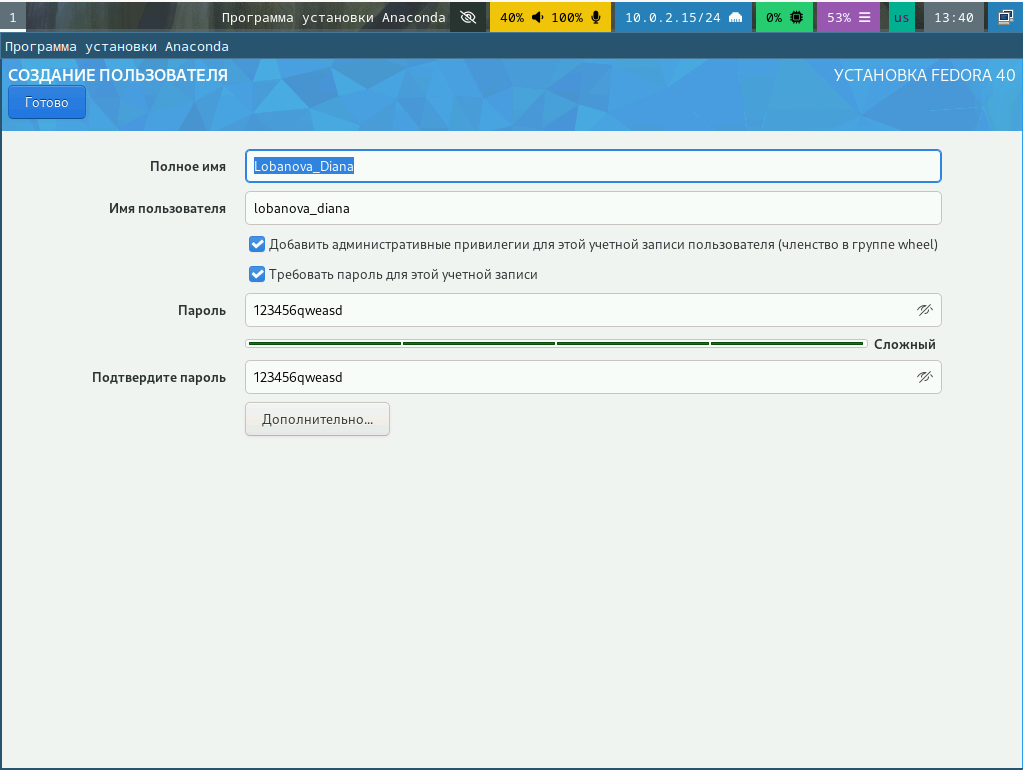 1 Программа установки Anaconda 40% 100% 10.0.2.15/24 0% 53% us 13:40
Программа установки Anaconda
СОЗДАНИЕ ПОЛЬЗОВАТЕЛЯ УСТАНОВКА FEDORA 40
Готово
Полное имя Lobanova_Diana
Имя пользователя lobanova_diana
Добавить административные привилегии для этой учетной записи пользователя (членство в группе wheel)
Требовать пароль для этой учетной записи
Пароль 123456qweasd
Сложный
Подтвердите пароль 123456qweasd
Дополнительно...